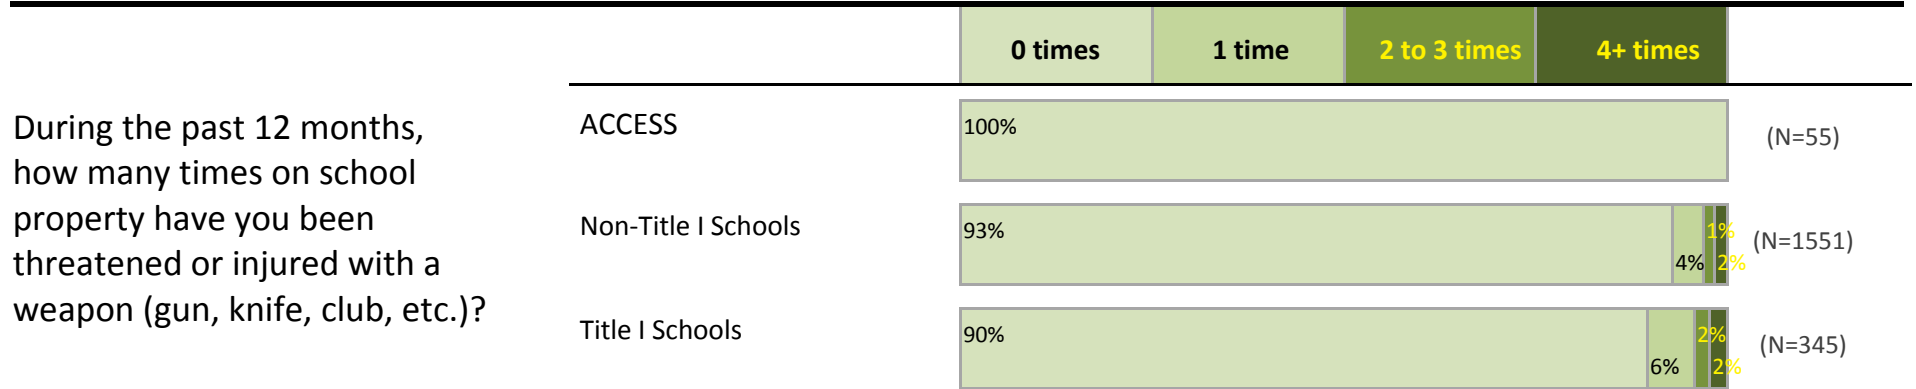 0 times 1 time 2 to 3 times 4+ times
During the past 12 months,
how many times on school
property have you been
threatened or injured with a
weapon (gun, knife, club, etc.)?
ACCESS 100% (N=55)
Non-Title I Schools 93% 4% 1% 2% (N=1551)
Title I Schools 90% 6% 2% 2% (N=345)